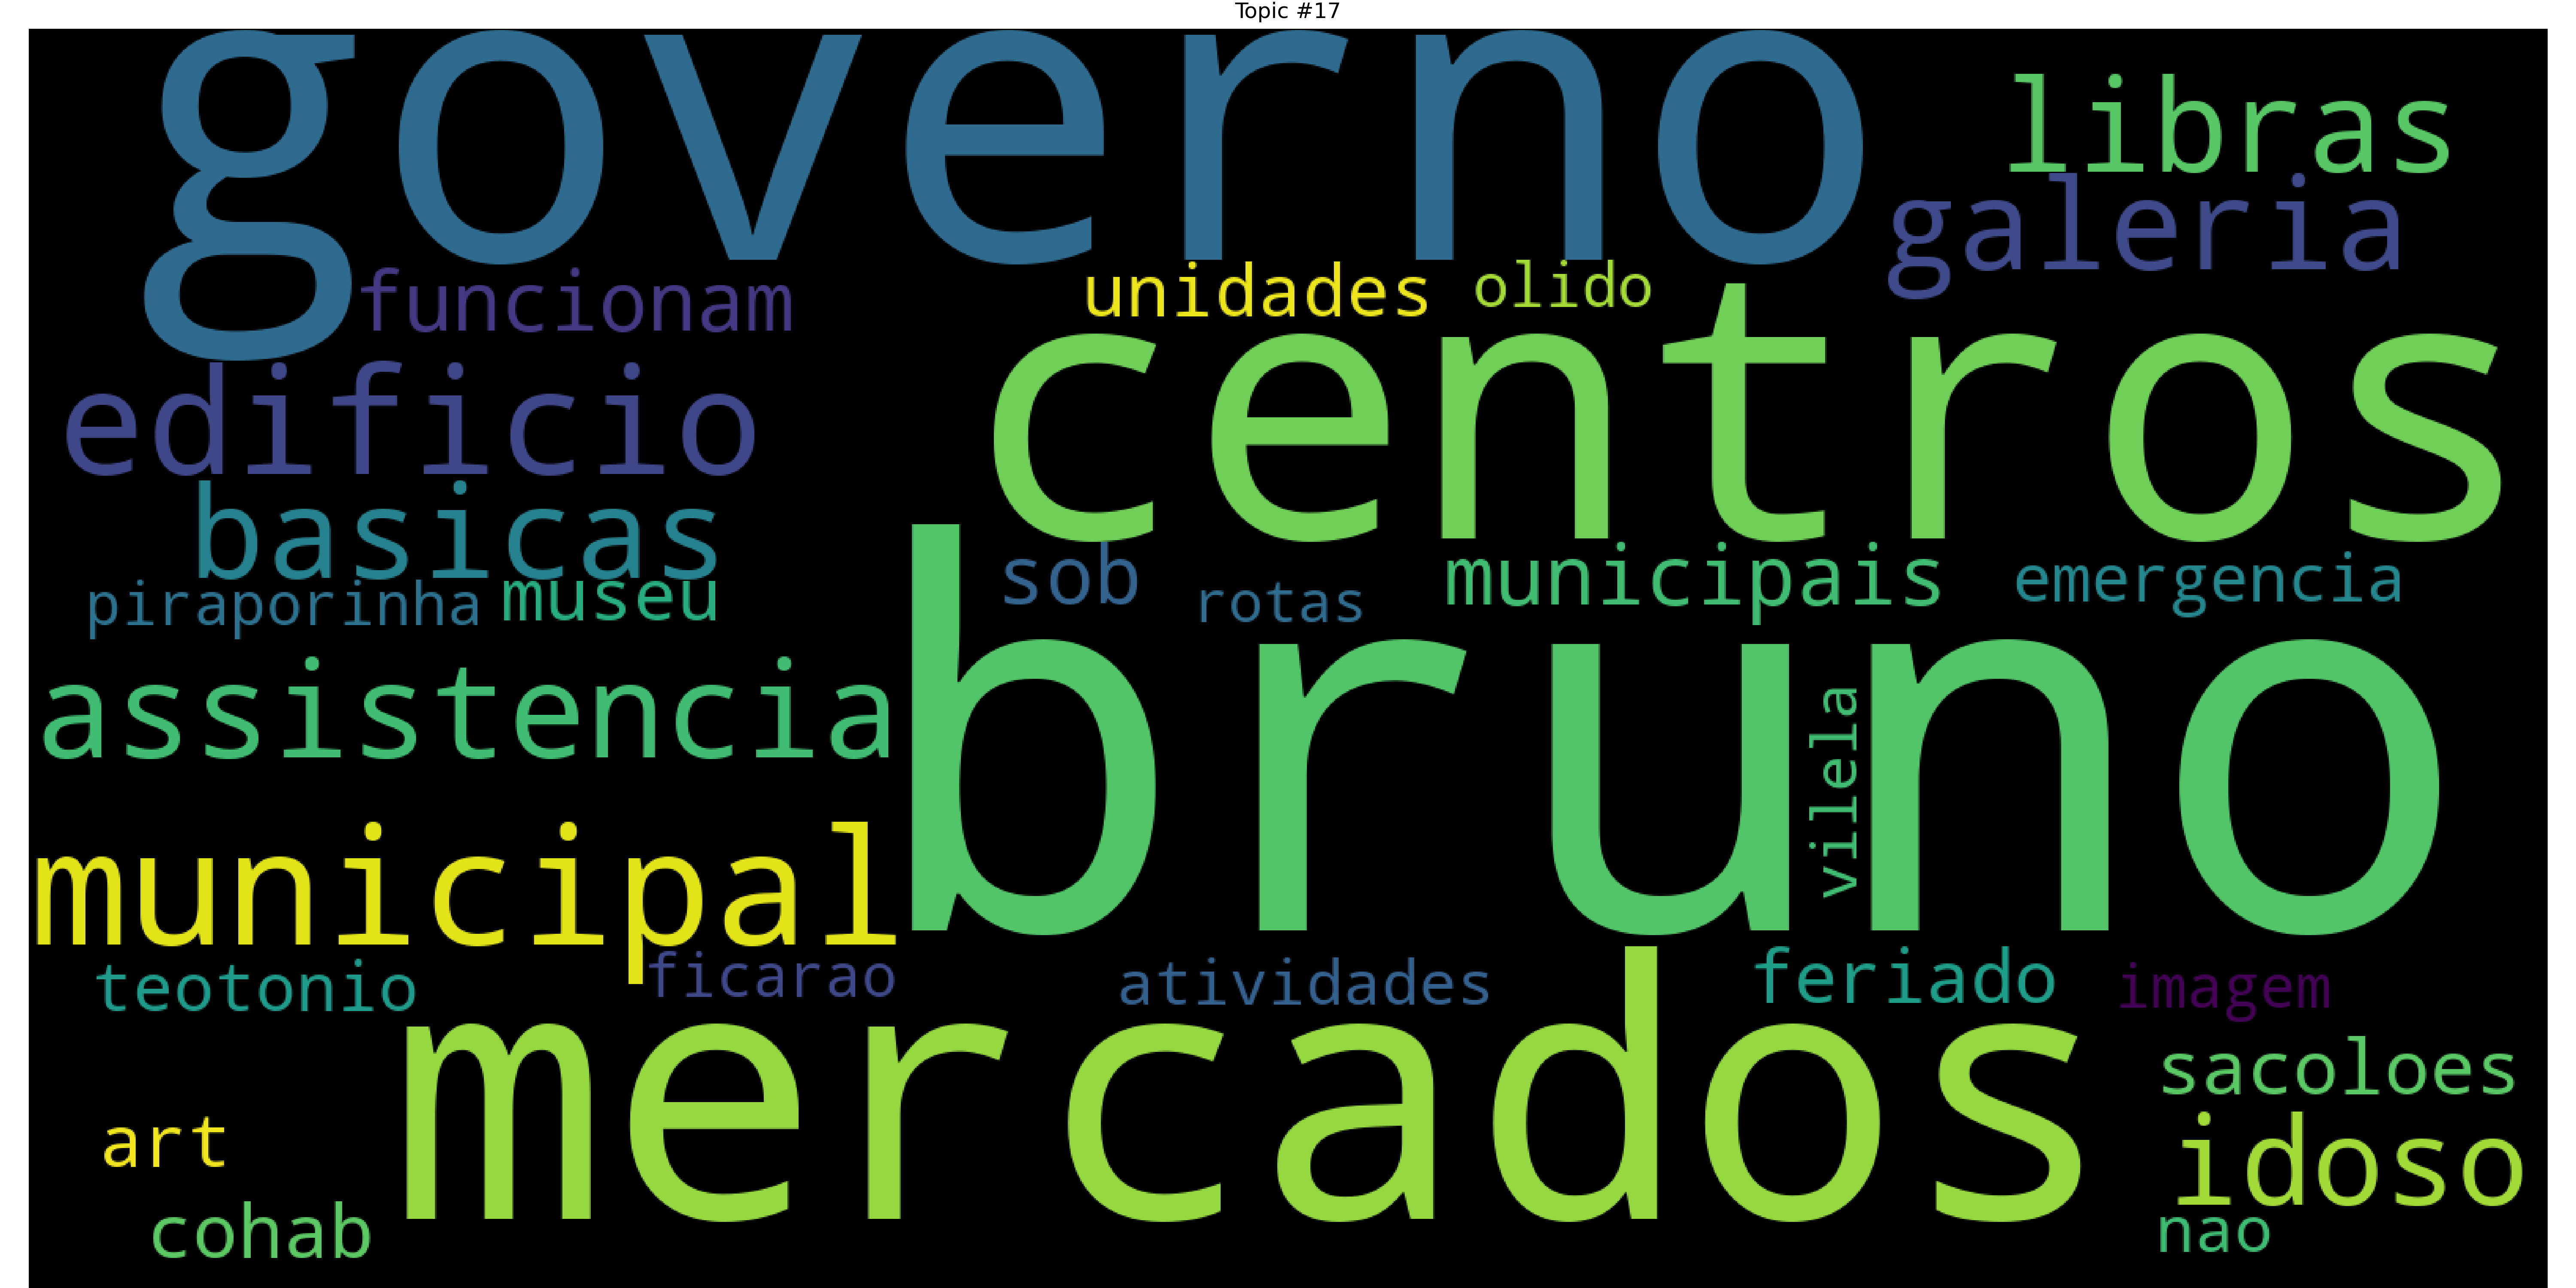 Topic #17
governo
libras
galeria
funcionam
unidades
olido
centros
edificio
basicas
sob
rotas
municipais
emergencia
piraporinha
museu
assistencia
bruno
vilela
municipal
teotonio
ficarao
atividades
feriado
imagem
mercados
sacoloes
art
idoso
cohab
nao